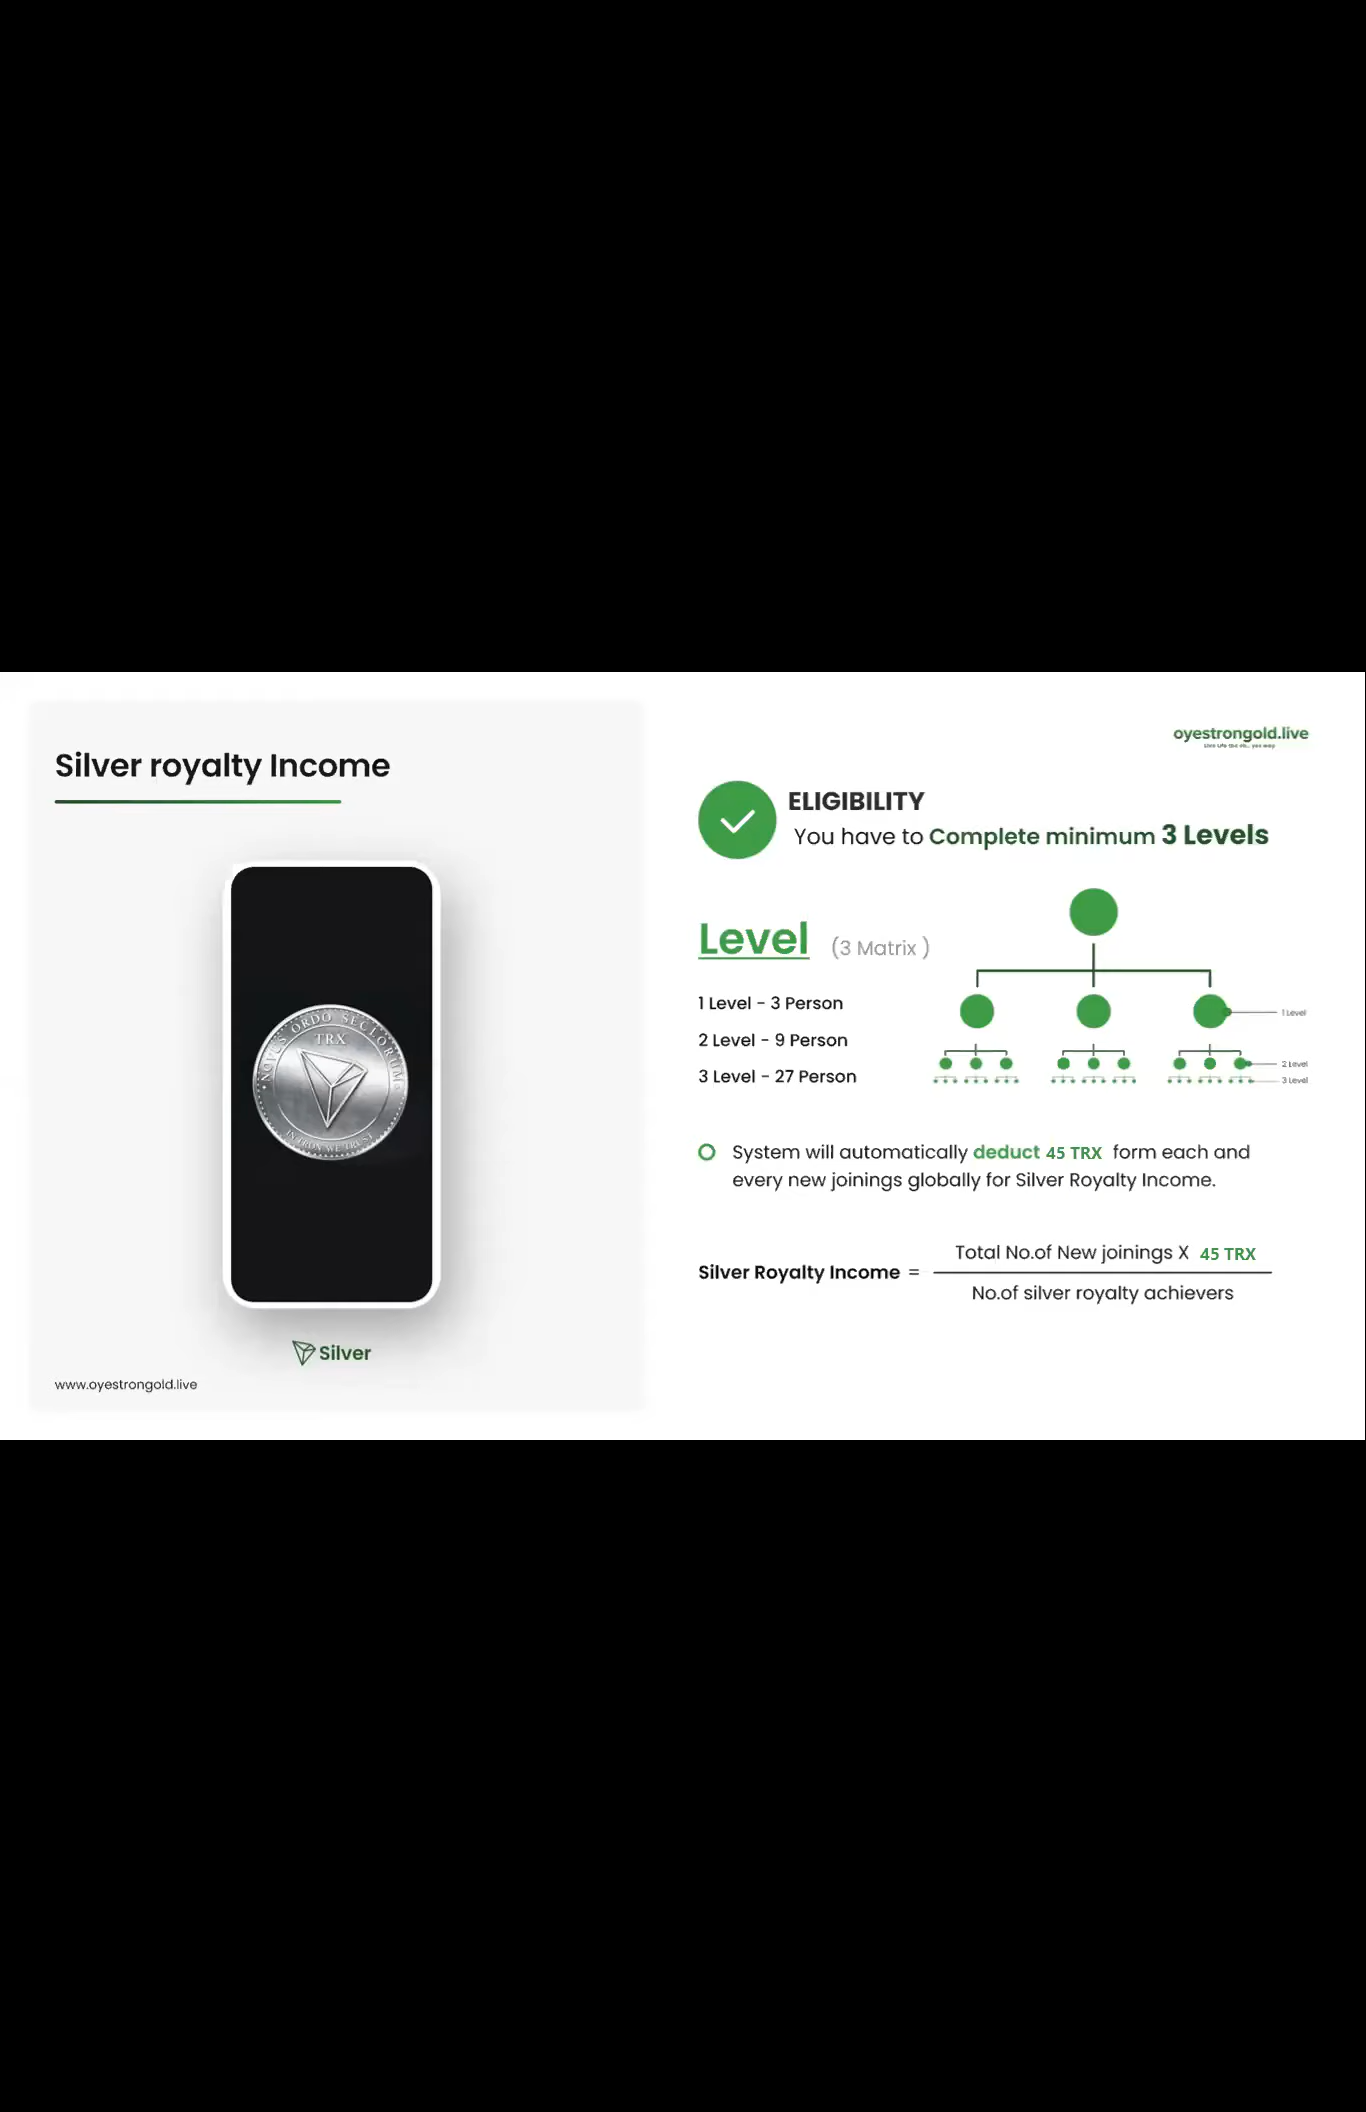 Silver royalty Income
NOVUS ORDO SECLORUM
TRX
IN TRON WE TRUST
Silver
www.oyestrongold.live
oyestrongold.live
ELIGIBILITY
You have to Complete minimum 3 Levels
Level (3 Matrix )
1 Level - 3 Person
2 Level - 9 Person
3 Level - 27 Person
1 Level
2 Level
3 Level
System will automatically deduct 45 TRX form each and
every new joinings globally for Silver Royalty Income.
Total No.of New joinings X 45 TRX
Silver Royalty Income =
No.of silver royalty achievers